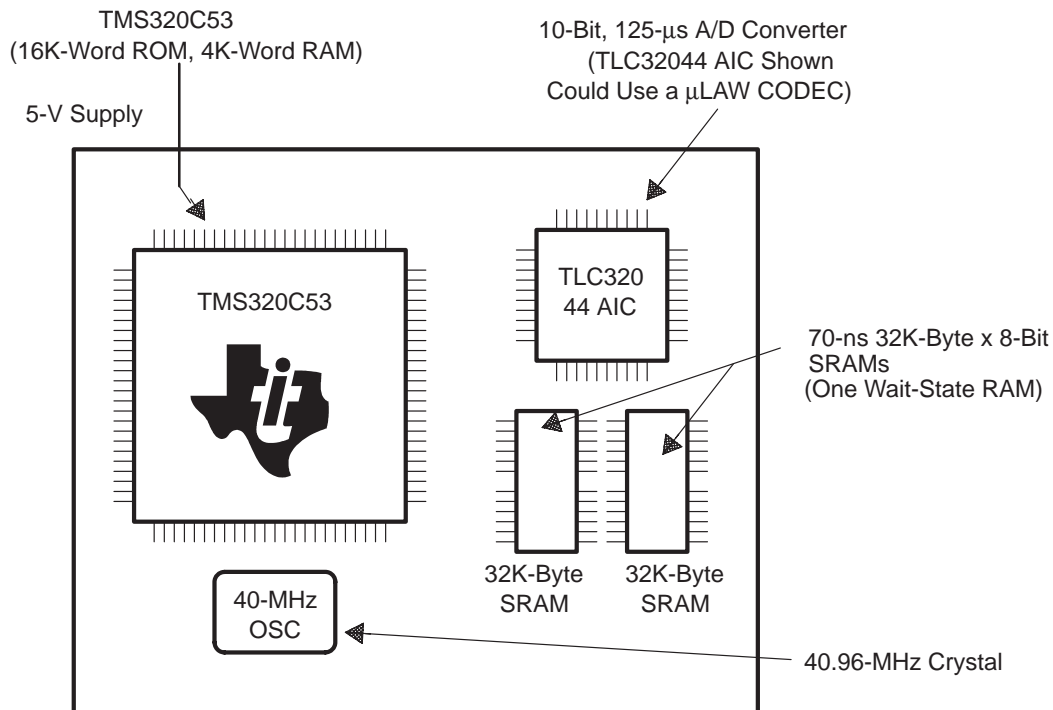 TMS320C53
(16K-Word ROM, 4K-Word RAM)
5-V Supply
10-Bit, 125-µs A/D Converter
(TLC32044 AIC Shown
Could Use a µLAW CODEC)
TMS320C53
TLC320
44 AIC
70-ns 32K-Byte x 8-Bit
SRAMs
(One Wait-State RAM)
32K-Byte
SRAM
32K-Byte
SRAM
40-MHz
OSC
40.96-MHz Crystal